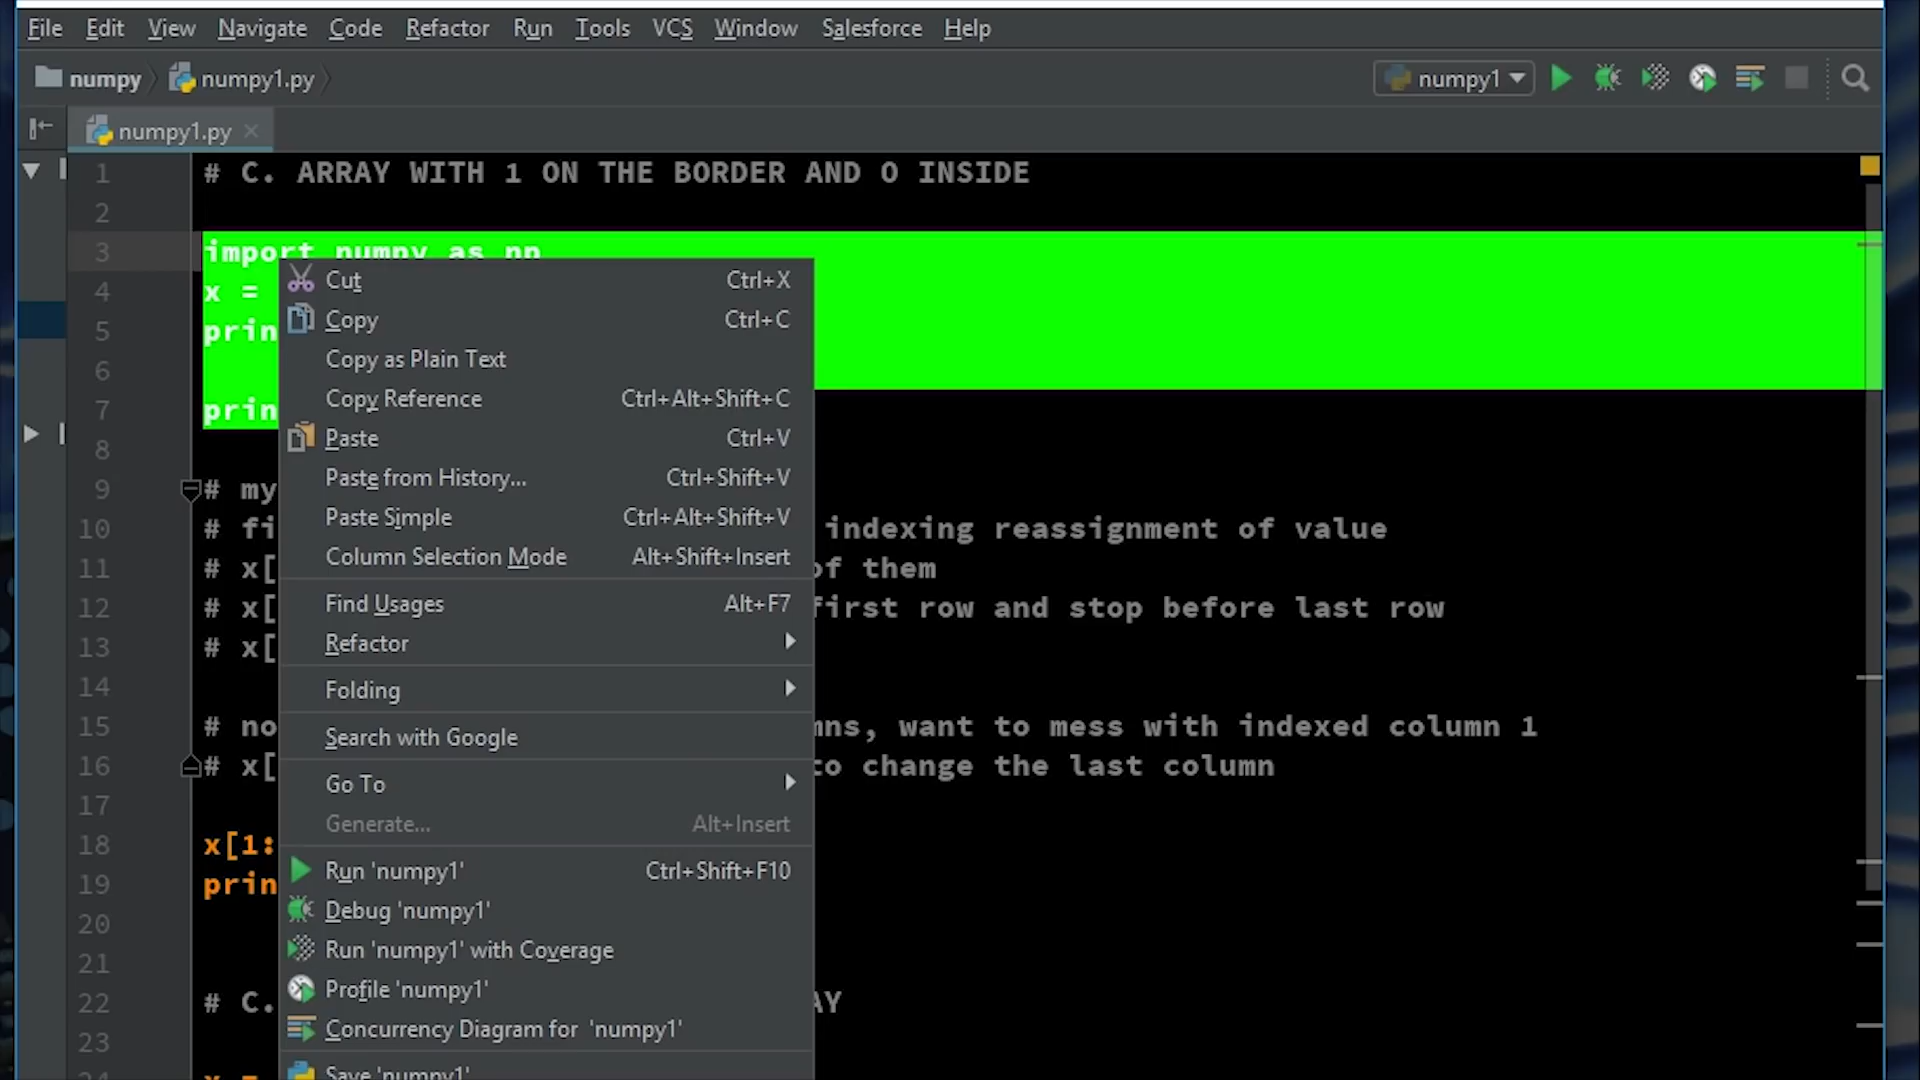 File Edit View Navigate Code Refactor Run Tools VCS Window Salesforce Help
numpy numpy1.py numpy1
numpy1.py
1 # C. ARRAY WITH 1 ON THE BORDER AND O INSIDE
2
3 import numpy as np
4 x =
5 prin
6
7 prin
8
9 # my
10 # fi indexing reassignment of value
11 # x[ of them
12 # x[ first row and stop before last row
13 # x[
14
15 # no mns, want to mess with indexed column 1
16 # x[ to change the last column
17
18 x[1:
19 prin
20
21
22 # C. AY
23
24 x =
Cut Ctrl+X
Copy Ctrl+C
Copy as Plain Text
Copy Reference Ctrl+Alt+Shift+C
Paste Ctrl+V
Paste from History... Ctrl+Shift+V
Paste Simple Ctrl+Alt+Shift+V
Column Selection Mode Alt+Shift+Insert
Find Usages Alt+F7
Refactor
Folding
Search with Google
Go To
Generate... Alt+Insert
Run 'numpy1' Ctrl+Shift+F10
Debug 'numpy1'
Run 'numpy1' with Coverage
Profile 'numpy1'
Concurrency Diagram for 'numpy1'
Save 'numpy1'